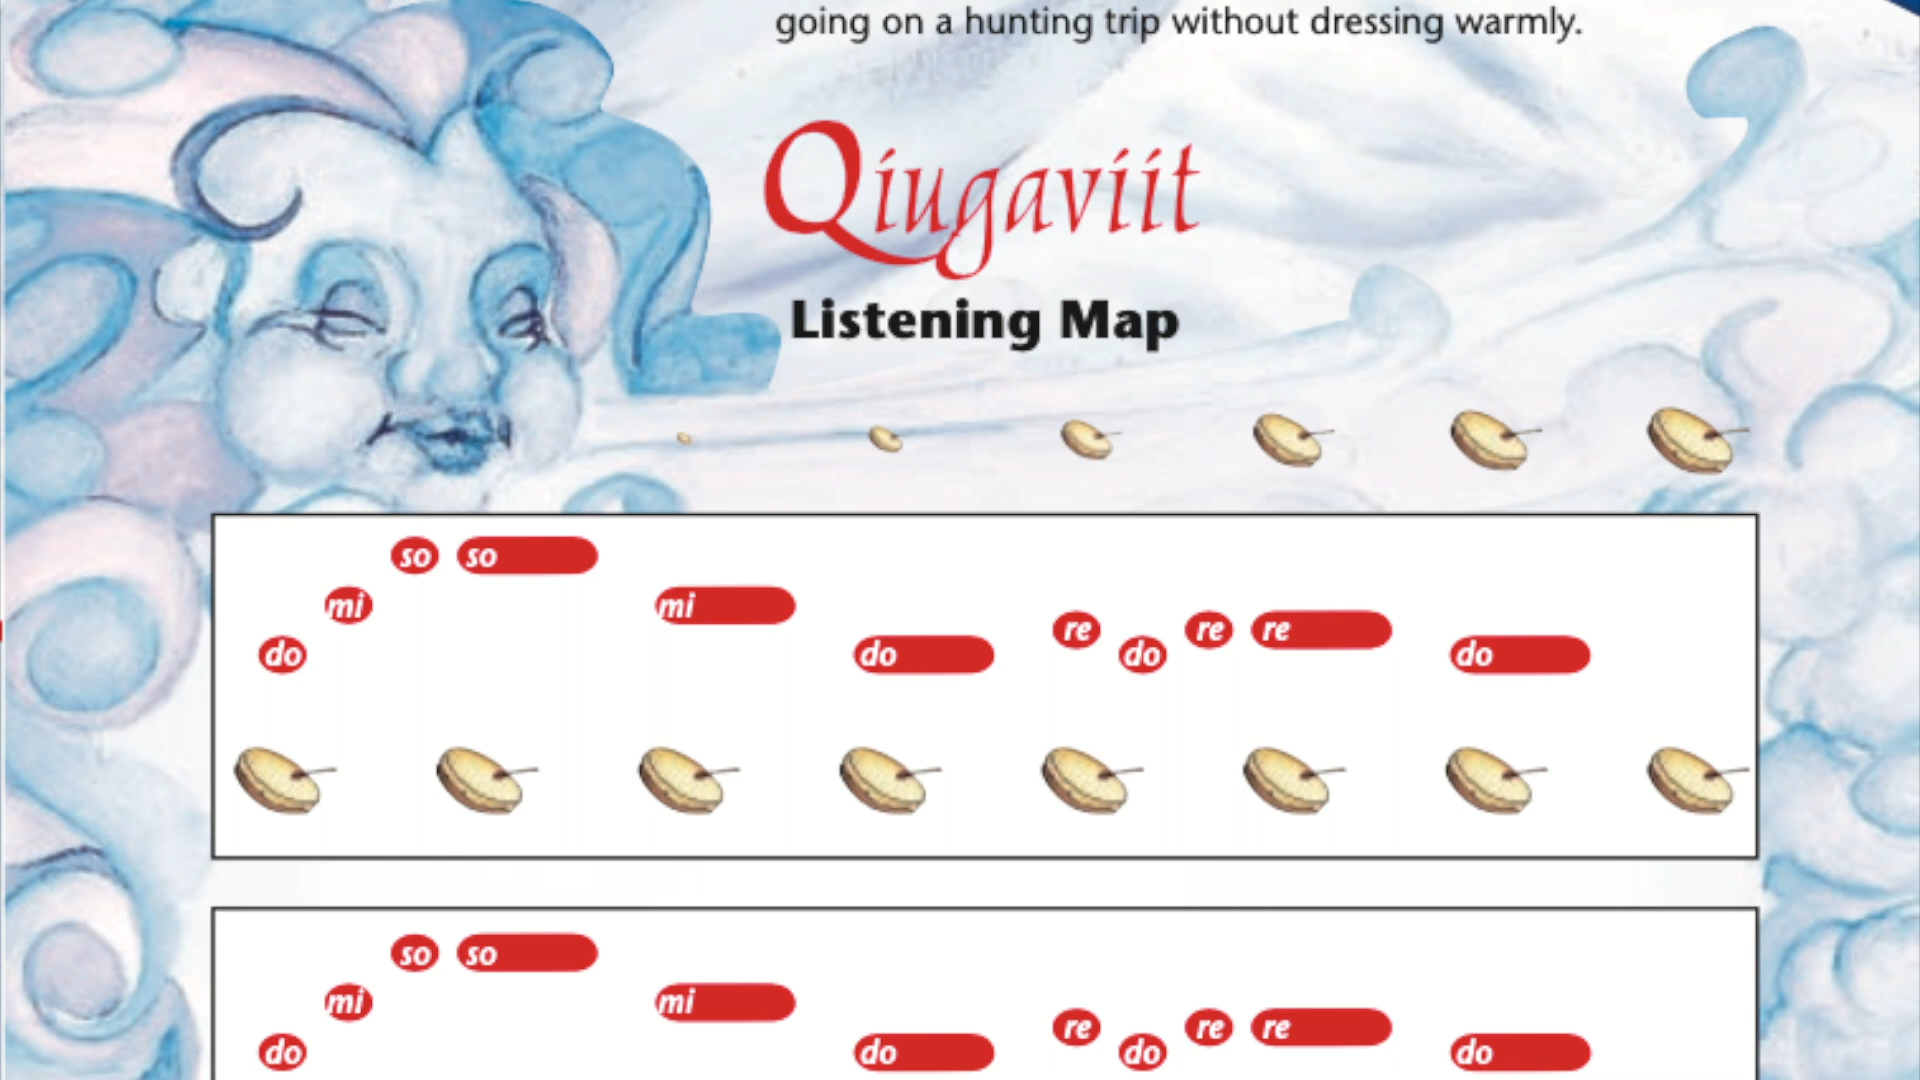 going on a hunting trip without dressing warmly.
Qiugaviit
Listening Map
so so
mi mi
re re re
do do do do
so so
mi mi
re re re
do do do do